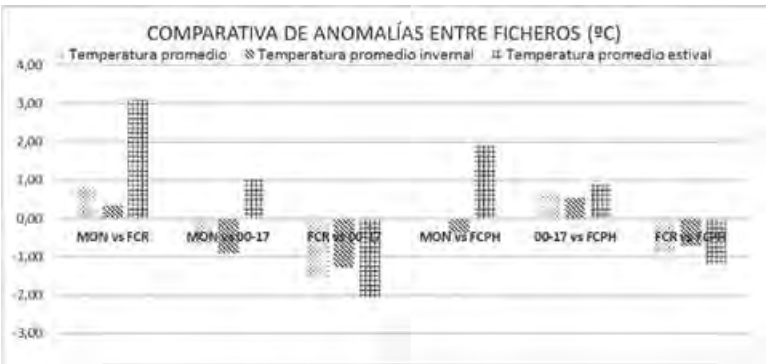 COMPARATIVA DE ANOMALÍAS ENTRE FICHEROS (ºC)
Temperatura promedio Temperatura promedio invernal Temperatura promedio estival
4,00
3,00
2,00
1,00
0,00
MON vs FCR MON vs 00-17 FCR vs 00-17 MON vs FCPH 00-17 vs FCPH FCR vs FCPH
-1,00
-2,00
-3,00